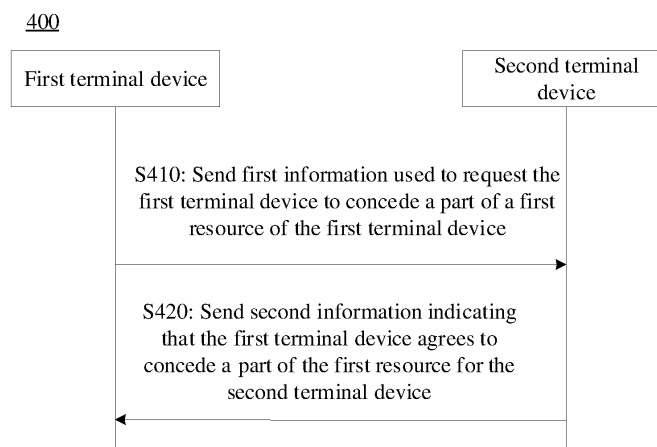 400
First terminal device
Second terminal
device
S410: Send first information used to request the
first terminal device to concede a part of a first
resource of the first terminal device
S420: Send second information indicating
that the first terminal device agrees to
concede a part of the first resource for the
second terminal device